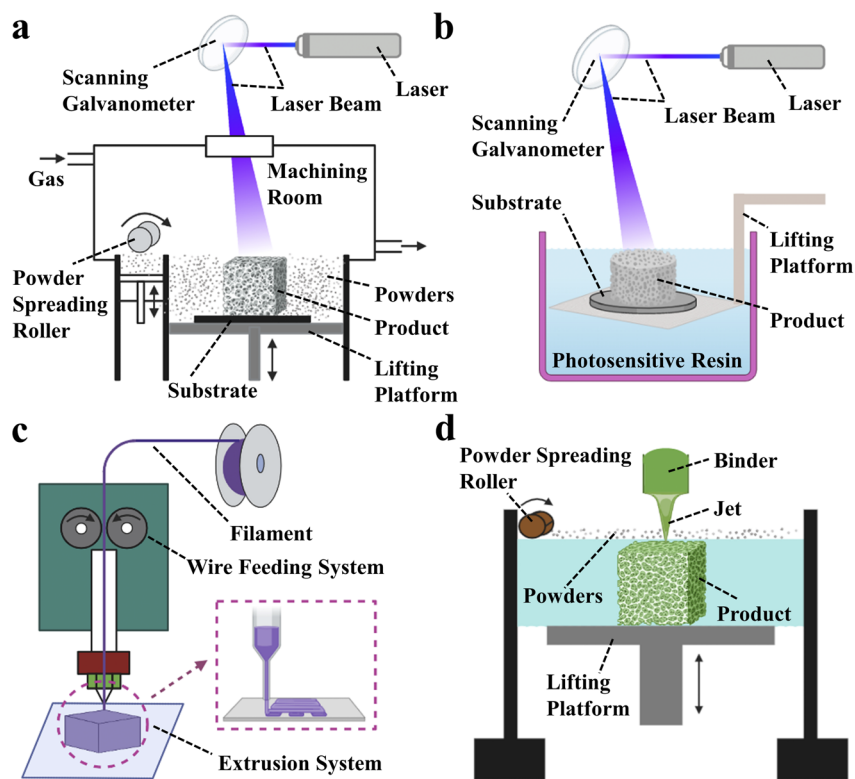 a
Scanning
Galvanometer
Laser Beam
Laser
Gas
Machining
Room
Powder
Spreading
Roller
Powders
Product
Substrate
Lifting
Platform
b
Scanning
Galvanometer
Laser Beam
Laser
Substrate
Lifting
Platform
Product
Photosensitive Resin
c
Filament
Wire Feeding System
Extrusion System
d
Powder Spreading
Roller
Binder
Jet
Powders
Product
Lifting
Platform